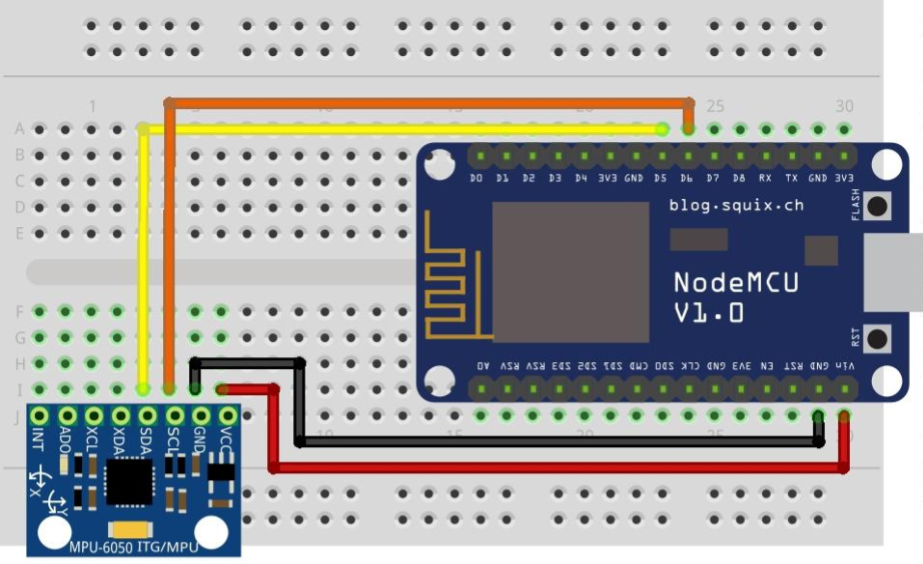 1 10 15 20 25 30
A
B
C
D
E
D0 D1 D2 D3 D4 3V3 GND D5 D6 D7 D8 RX TX GND 3V3
blog.squix.ch
FLASH
NodeMCU
V1.0
RST
F
G
H
I
J
A0 RSV RSV SD3 SD2 SD1 CMD SD0 CLK GND 3V3 EN RST GND Vin
15 25 30
INT ADO XCL XDA SDA SCL GND VCC
X
Y
MPU-6050 ITG/MPU